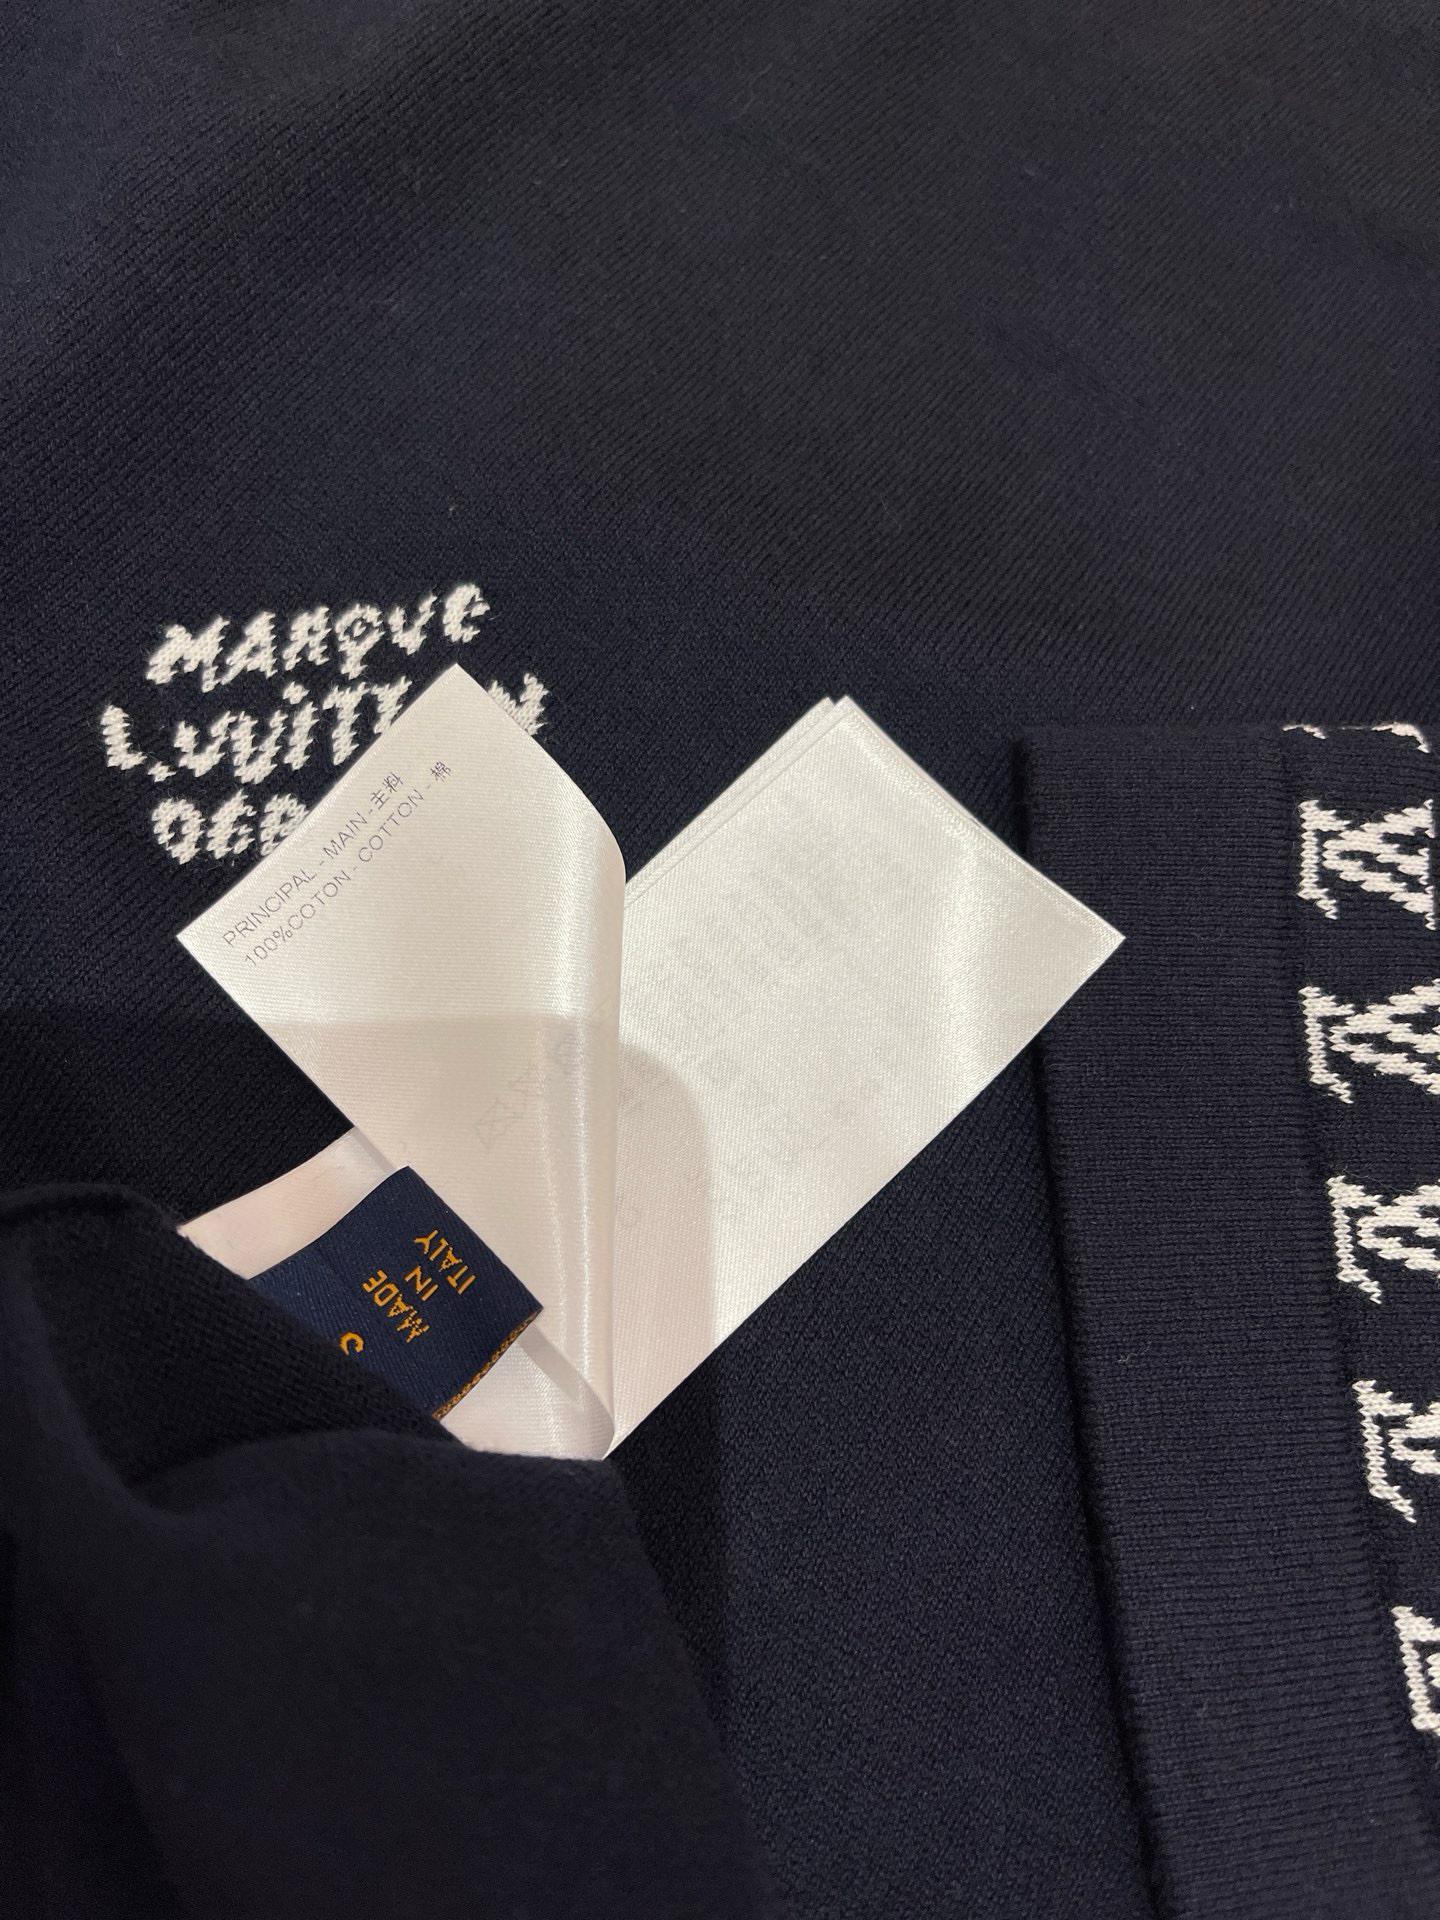 MARQUE
L.VUITTON
PRINCIPAL - MAIN - 主料
100%COTON - COTTON - 棉
MADE
IN
ITALY